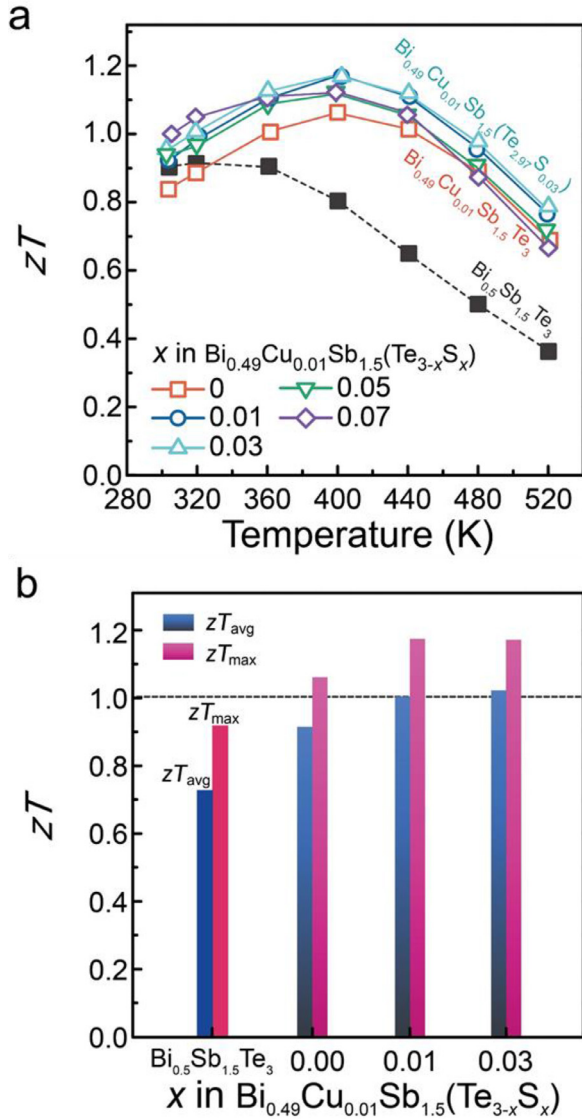 a
zT
1.2
1.0
0.8
0.6
0.4
0.2
0.0
Bi0.49Cu0.01Sb1.5(Te2.97S0.03)
Bi0.49Cu0.01Sb1.5Te3
Bi0.5Sb1.5Te3
x in Bi0.49Cu0.01Sb1.5(Te3-xSx)
0 0.05
0.01 0.07
0.03
280 320 360 400 440 480 520
Temperature (K)
b
zT
1.2
1.0
0.8
0.6
0.4
0.2
0.0
zTavg
zTmax
zTmax
zTavg
Bi0.5Sb1.5Te3 0.00 0.01 0.03
x in Bi0.49Cu0.01Sb1.5(Te3-xSx)